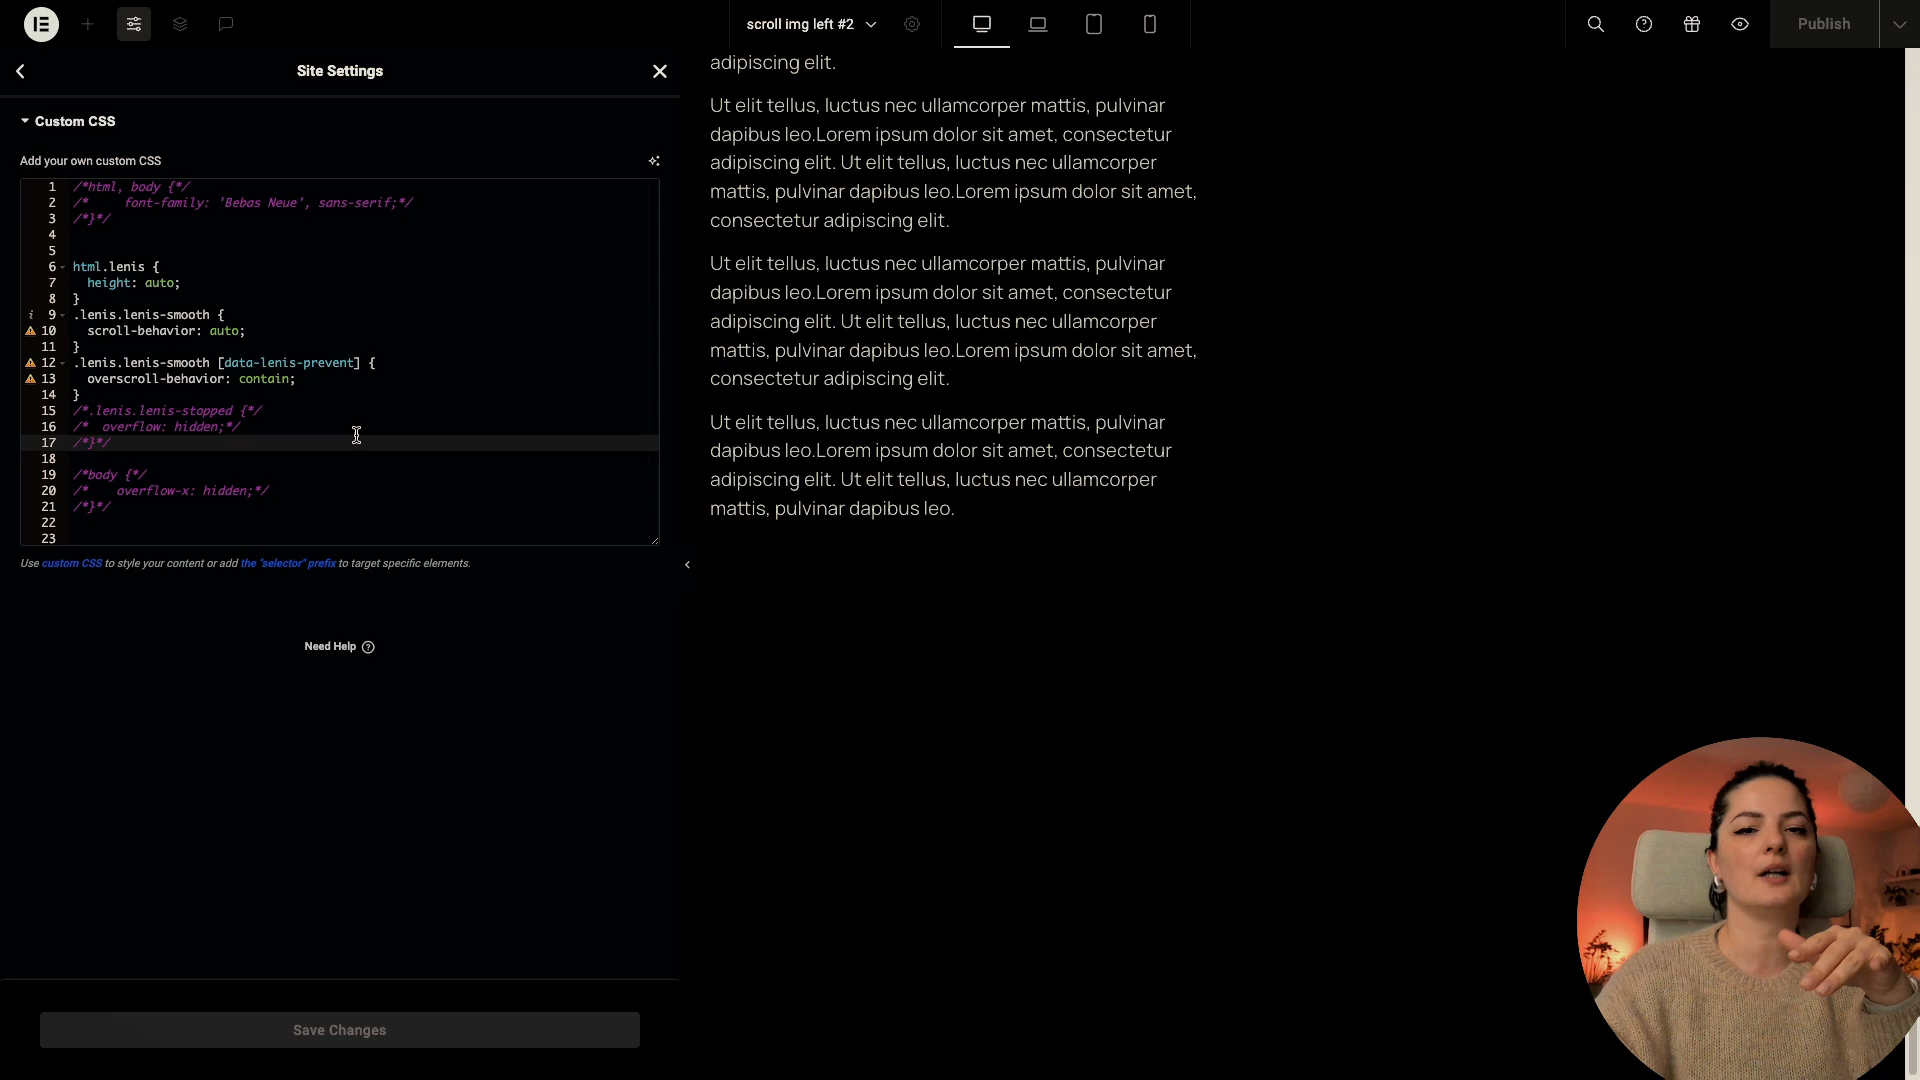 scroll img left #2
Publish
Site Settings
Custom CSS
Add your own custom CSS
1 /*html, body {*/
2 /*     font-family: 'Bebas Neue', sans-serif;*/
3 /*}*/
4
5
6 html.lenis {
7   height: auto;
8 }
i 9 .lenis.lenis-smooth {
10   scroll-behavior: auto;
11 }
12 .lenis.lenis-smooth [data-lenis-prevent] {
13   overscroll-behavior: contain;
14 }
15 /*.lenis.lenis-stopped {*/
16 /*  overflow: hidden;*/
17 /*}*/
18
19 /*body {*/
20 /*    overflow-x: hidden;*/
21 /*}*/
22
23
Use custom CSS to style your content or add the "selector" prefix to target specific elements.
Need Help ?
Save Changes
adipiscing elit.
Ut elit tellus, luctus nec ullamcorper mattis, pulvinar
dapibus leo.Lorem ipsum dolor sit amet, consectetur
adipiscing elit. Ut elit tellus, luctus nec ullamcorper
mattis, pulvinar dapibus leo.Lorem ipsum dolor sit amet,
consectetur adipiscing elit.
Ut elit tellus, luctus nec ullamcorper mattis, pulvinar
dapibus leo.Lorem ipsum dolor sit amet, consectetur
adipiscing elit. Ut elit tellus, luctus nec ullamcorper
mattis, pulvinar dapibus leo.Lorem ipsum dolor sit amet,
consectetur adipiscing elit.
Ut elit tellus, luctus nec ullamcorper mattis, pulvinar
dapibus leo.Lorem ipsum dolor sit amet, consectetur
adipiscing elit. Ut elit tellus, luctus nec ullamcorper
mattis, pulvinar dapibus leo.